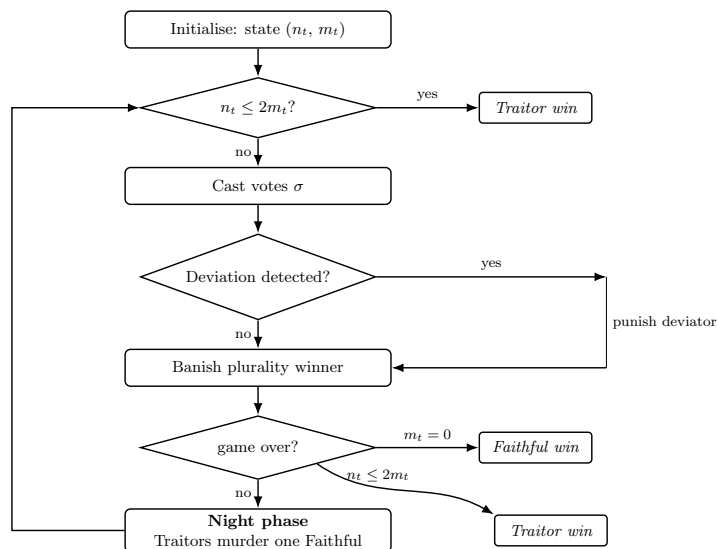 Initialise: state (n_t, m_t)
n_t ≤ 2m_t?
yes
Traitor win
no
Cast votes σ
Deviation detected?
yes
punish deviator
no
Banish plurality winner
game over?
m_t = 0
Faithful win
n_t ≤ 2m_t
no
Night phase
Traitors murder one Faithful
Traitor win